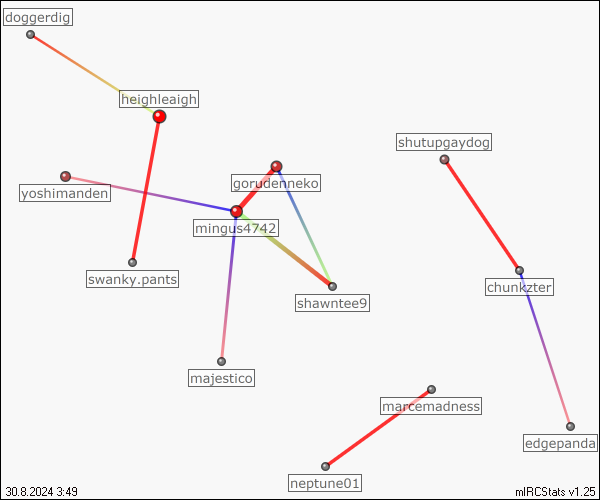 doggerdig
heighleaigh
shutupgaydog
gorudenneko
yoshimanden
mingus4742
swanky.pants
chunkzter
shawntee9
majestico
marcemadness
edgepanda
neptune01
30.8.2024 3:49
mIRCStats v1.25